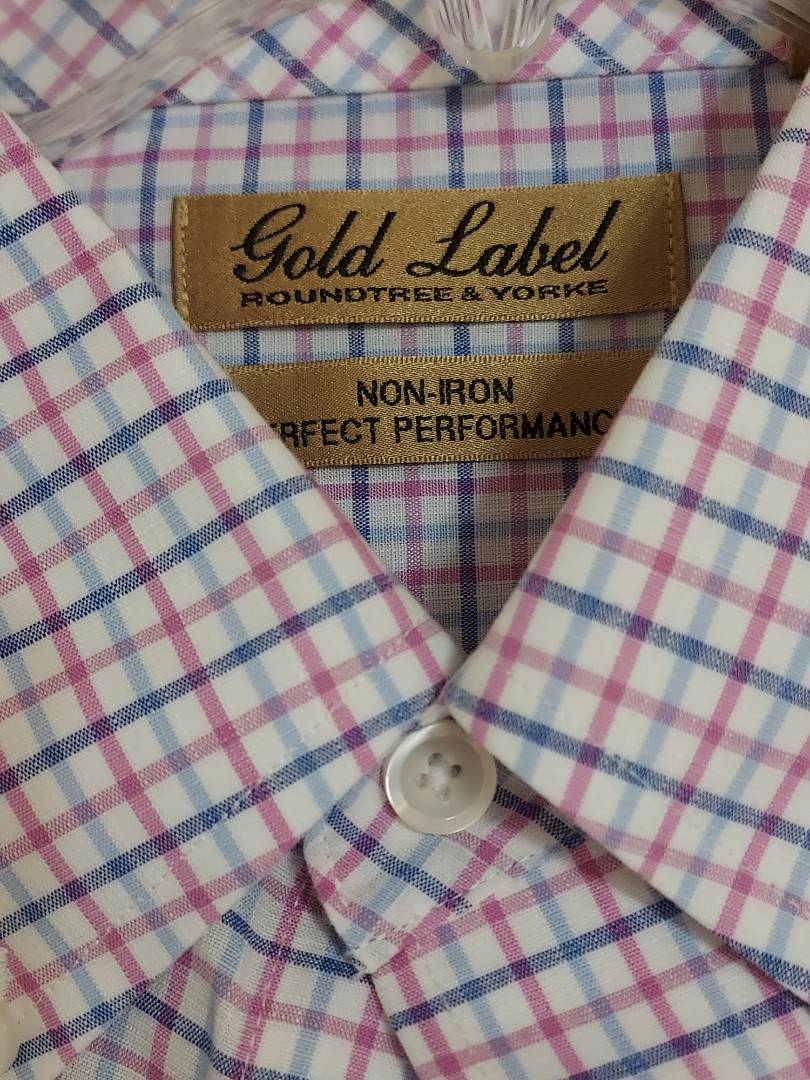 Gold Label
ROUNDTREE & YORKE
NON-IRON
RFECT PERFORMANC